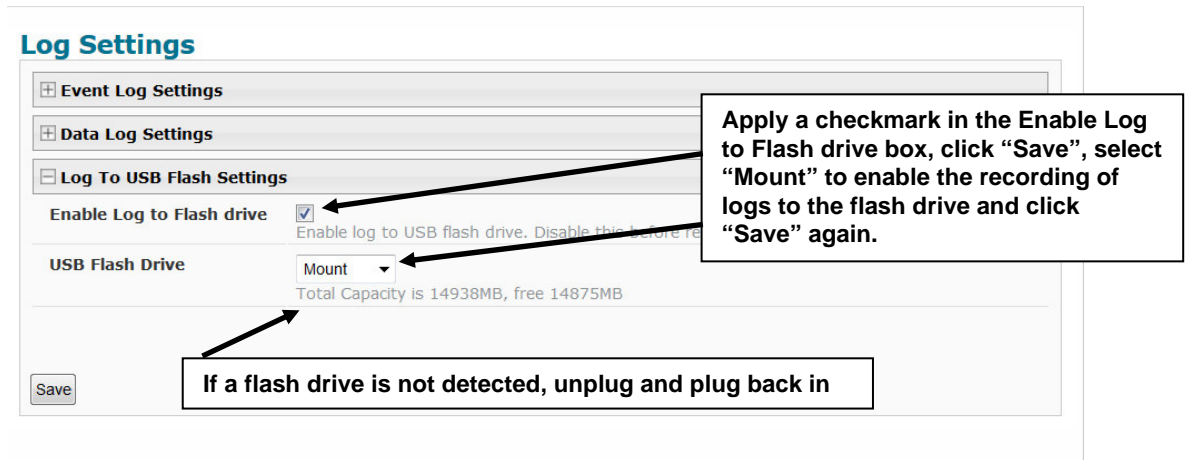 Log Settings
Event Log Settings
Data Log Settings
Apply a checkmark in the Enable Log
to Flash drive box, click “Save”, select
“Mount” to enable the recording of
logs to the flash drive and click
“Save” again.
Log To USB Flash Settings
Enable Log to Flash drive
Enable log to USB flash drive. Disable this before re
USB Flash Drive
Mount
Total Capacity is 14938MB, free 14875MB
If a flash drive is not detected, unplug and plug back in
Save